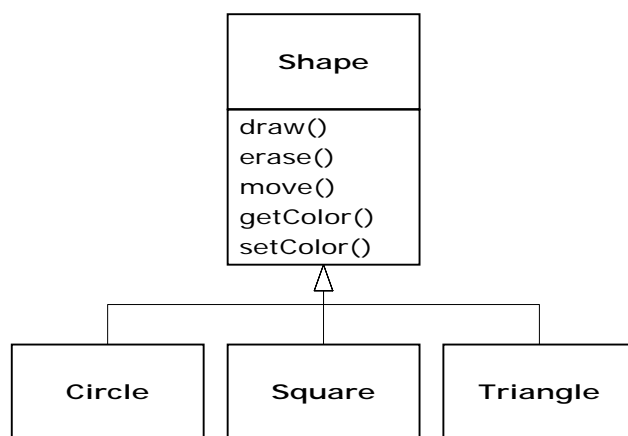 Shape
draw()
erase()
move()
getColor()
setColor()
Circle
Square
Triangle